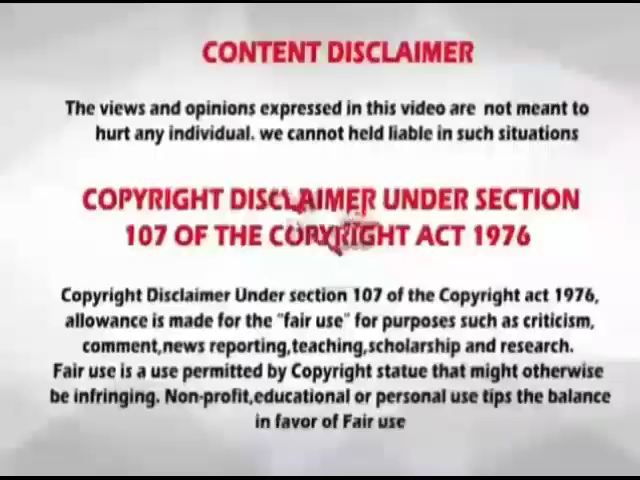 CONTENT DISCLAIMER
The views and opinions expressed in this video are not meant to
hurt any individual. we cannot held liable in such situations
COPYRIGHT DISCLAIMER UNDER SECTION
107 OF THE COPYRIGHT ACT 1976
Copyright Disclaimer Under section 107 of the Copyright act 1976,
allowance is made for the "fair use" for purposes such as criticism,
comment,news reporting,teaching,scholarship and research.
Fair use is a use permitted by Copyright statue that might otherwise
be infringing. Non-profit,educational or personal use tips the balance
in favor of Fair use